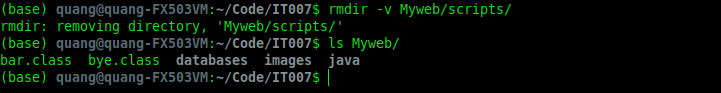 (base) quang@quang-FX503VM:~/Code/IT007$ rmdir -v Myweb/scripts/
rmdir: removing directory, 'Myweb/scripts/'
(base) quang@quang-FX503VM:~/Code/IT007$ ls Myweb/
bar.class  bye.class  databases  images  java
(base) quang@quang-FX503VM:~/Code/IT007$